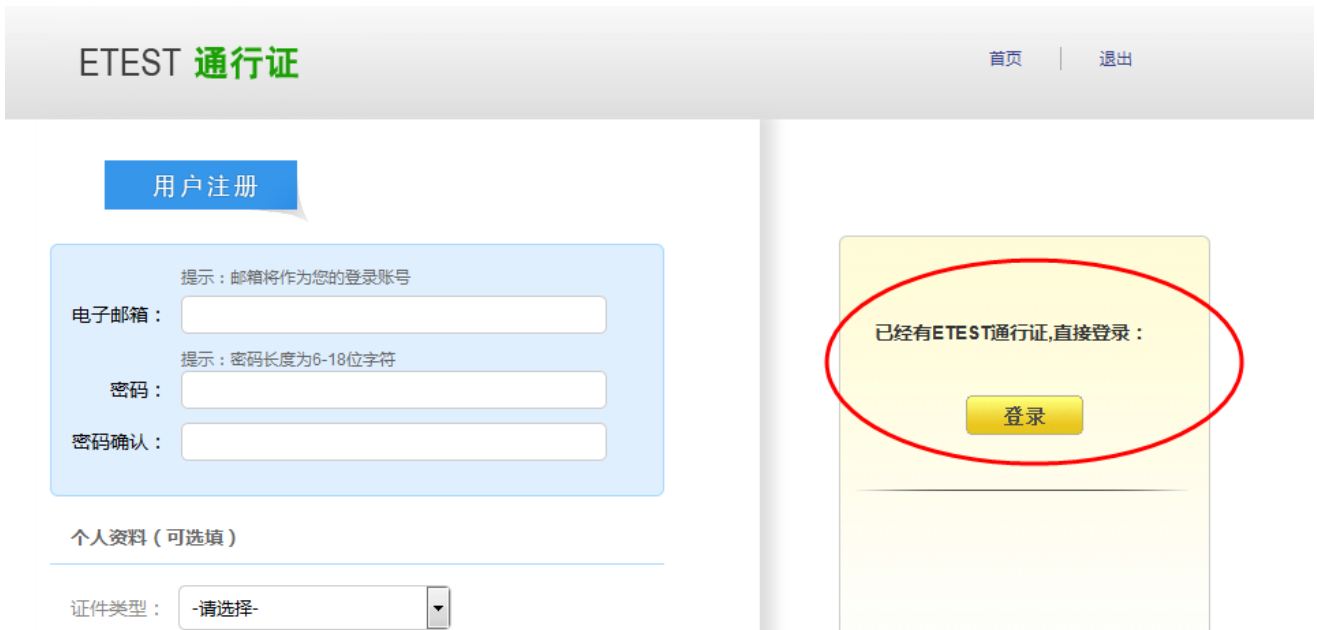 ETEST 通行证
首页
退出
用户注册
提示：邮箱将作为您的登录账号
电子邮箱：
提示：密码长度为6-18位字符
密码：
密码确认：
个人资料（可选填）
证件类型：
-请选择-
已经有ETEST通行证,直接登录：
登录